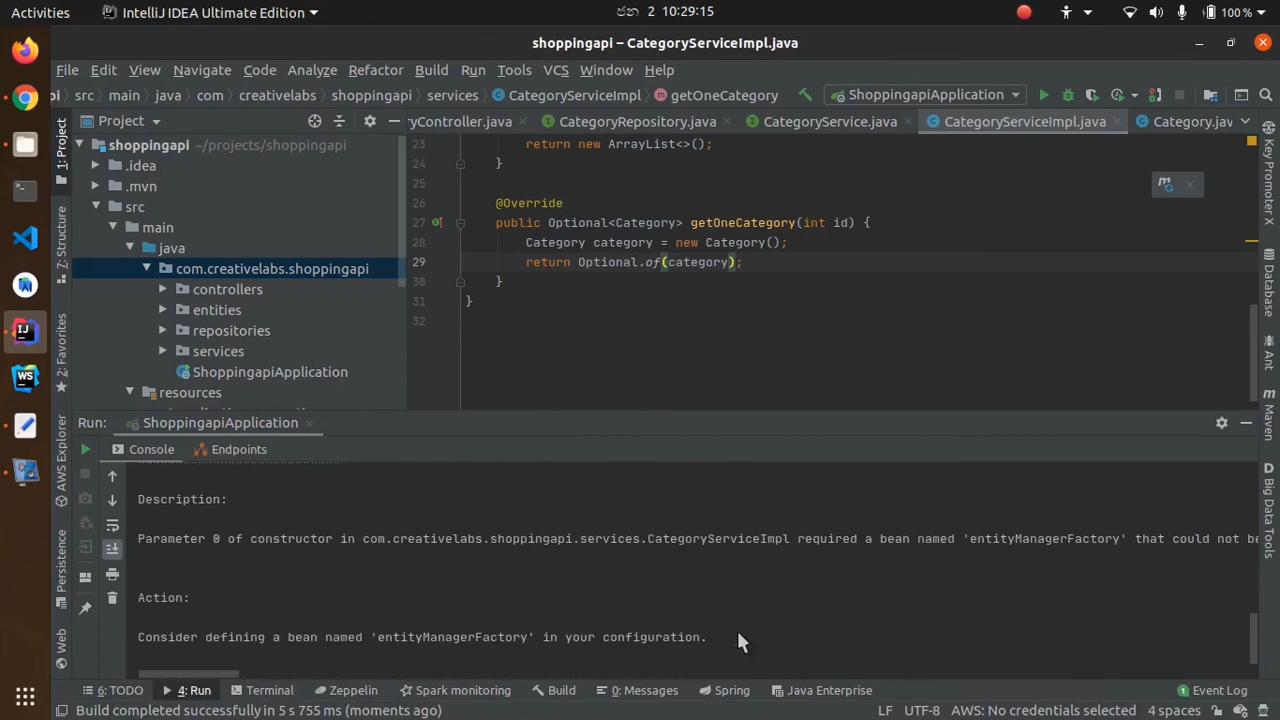 Activities IntelliJ IDEA Ultimate Edition ජන 2 10:29:15 100 %
shoppingapi – CategoryServiceImpl.java
File Edit View Navigate Code Analyze Refactor Build Run Tools VCS Window Help
pi src main java com creativelabs shoppingapi services CategoryServiceImpl getOneCategory ShoppingapiApplication
Project
ryController.java CategoryRepository.java CategoryService.java CategoryServiceImpl.java Category.jav
shoppingapi ~/projects/shoppingapi
.idea
.mvn
src
main
java
com.creativelabs.shoppingapi
controllers
entities
repositories
services
ShoppingapiApplication
resources
23 return new ArrayList<>();
24 }
25
26 @Override
27 public Optional<Category> getOneCategory(int id) {
28 Category category = new Category();
29 return Optional.of(category);
30 }
31 }
32
1: Project
7: Structure
2: Favorites
AWS Explorer
Persistence
Web
Key Promoter X
Database
Ant
Maven
Big Data Tools
Run: ShoppingapiApplication
Console Endpoints
Description:
Parameter 0 of constructor in com.creativelabs.shoppingapi.services.CategoryServiceImpl required a bean named 'entityManagerFactory' that could not be
Action:
Consider defining a bean named 'entityManagerFactory' in your configuration.
6: TODO 4: Run Terminal Zeppelin Spark monitoring Build 0: Messages Spring Java Enterprise 1 Event Log
Build completed successfully in 5 s 755 ms (moments ago) LF UTF-8 AWS: No credentials selected 4 spaces